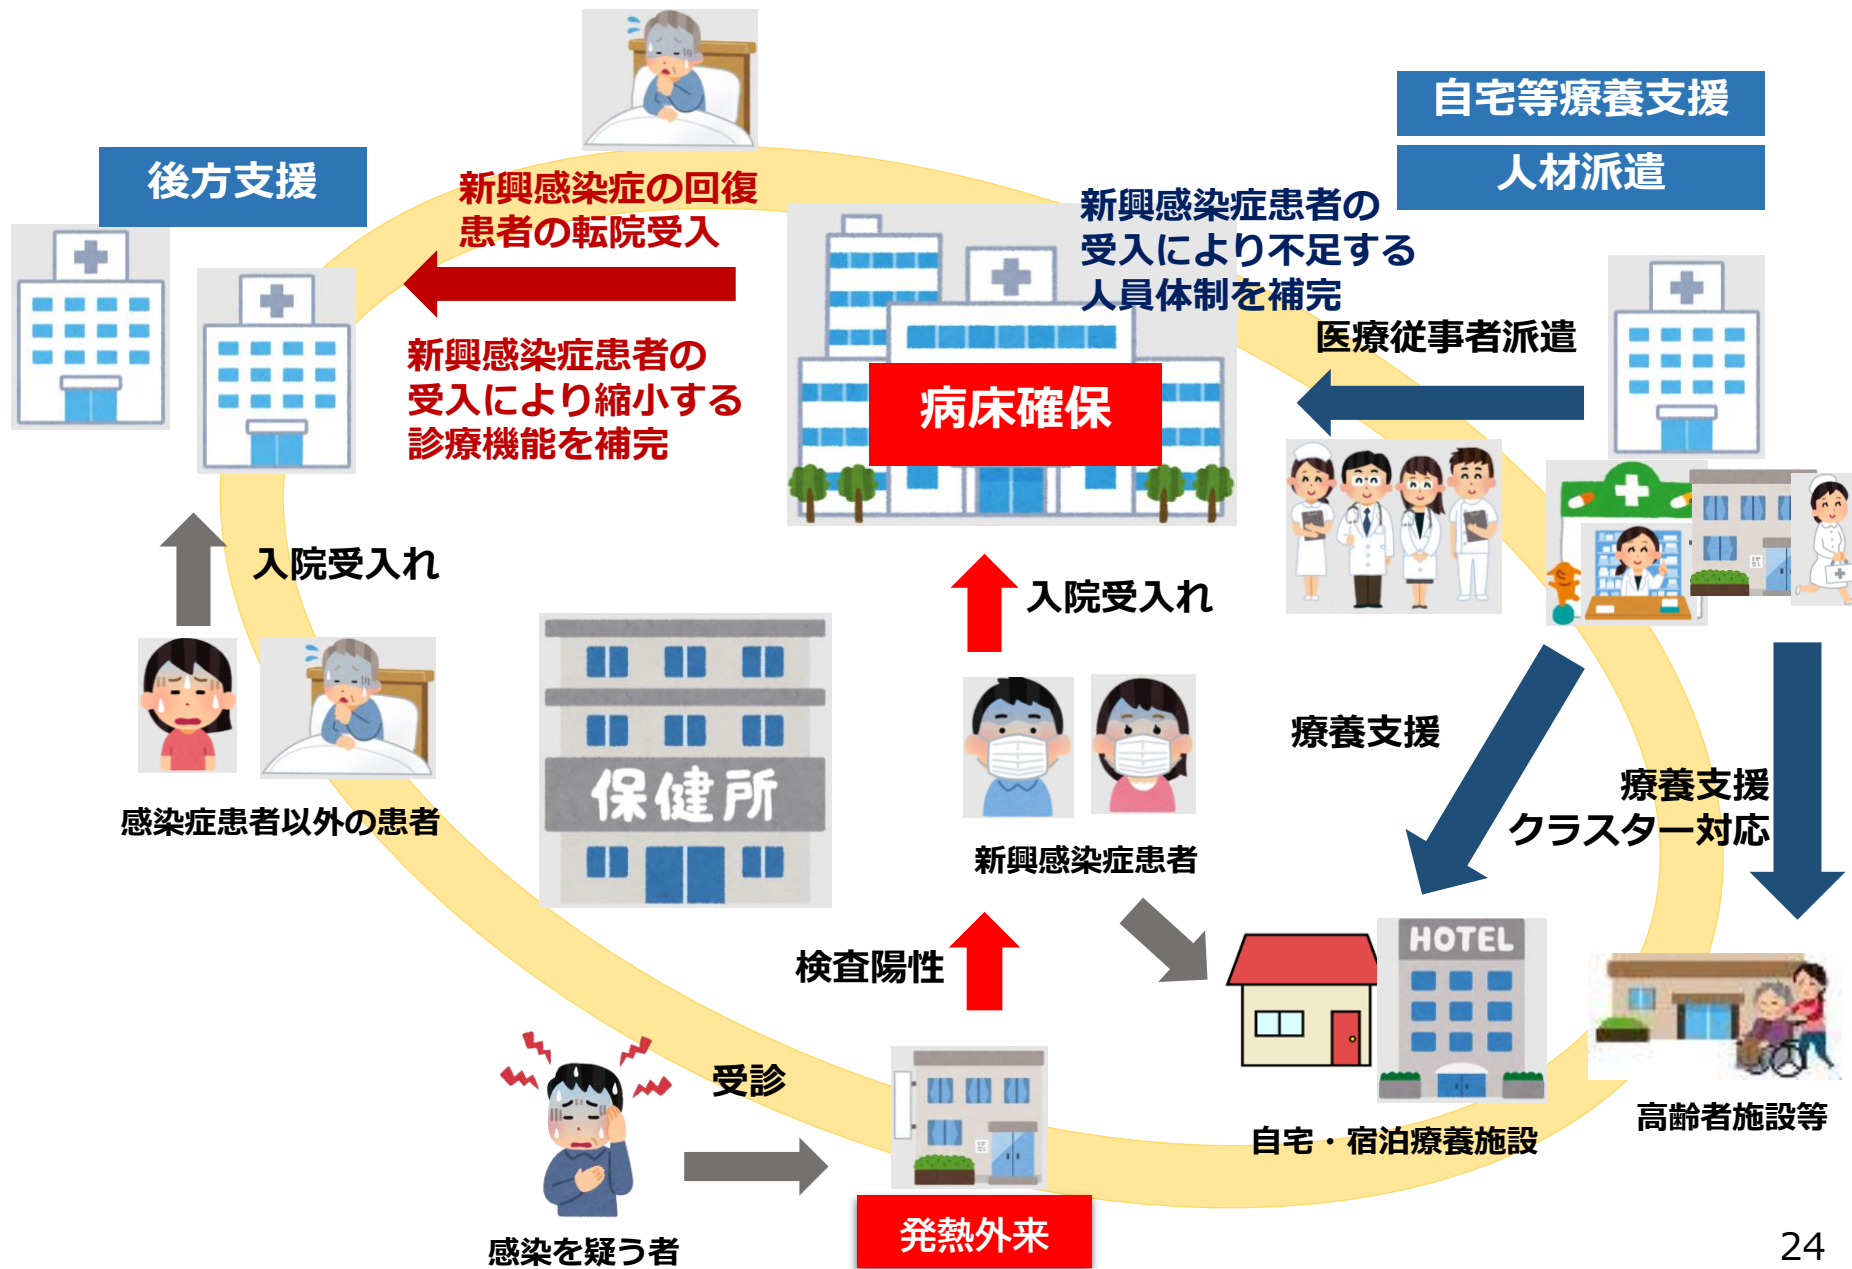 自宅等療養支援
人材派遣
後方支援
新興感染症の回復
患者の転院受入
新興感染症患者の
受入により不足する
人員体制を補完
医療従事者派遣
新興感染症患者の
受入により縮小する
診療機能を補完
病床確保
入院受入れ
入院受入れ
保健所
療養支援
療養支援
クラスター対応
感染症患者以外の患者
新興感染症患者
検査陽性
HOTEL
受診
高齢者施設等
自宅・宿泊療養施設
発熱外来
感染を疑う者
24